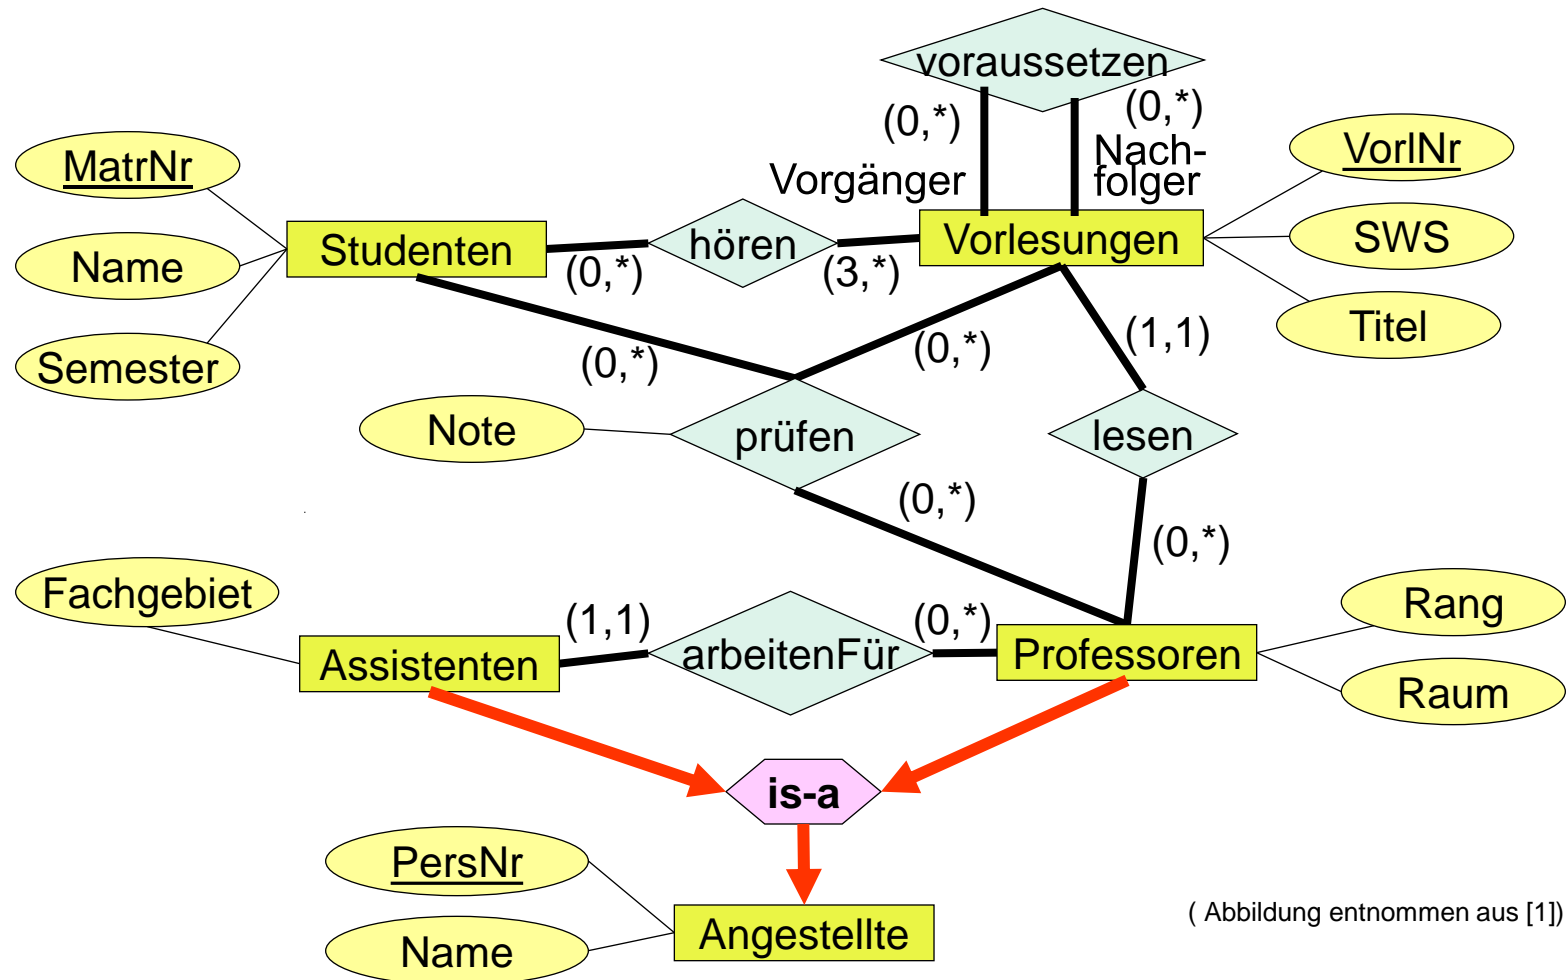 voraussetzen
(0,*)
(0,*)
MatrNr
VorlNr
Vorgänger
Nach-
folger
Studenten
hören
Vorlesungen
SWS
Name
(0,*)
(3,*)
Semester
(0,*)
(0,*)
(1,1)
Titel
Note
prüfen
lesen
(0,*)
(0,*)
Fachgebiet
Rang
(1,1)
(0,*)
Assistenten
arbeitenFür
Professoren
Raum
is-a
PersNr
Name
Angestellte
( Abbildung entnommen aus [1])